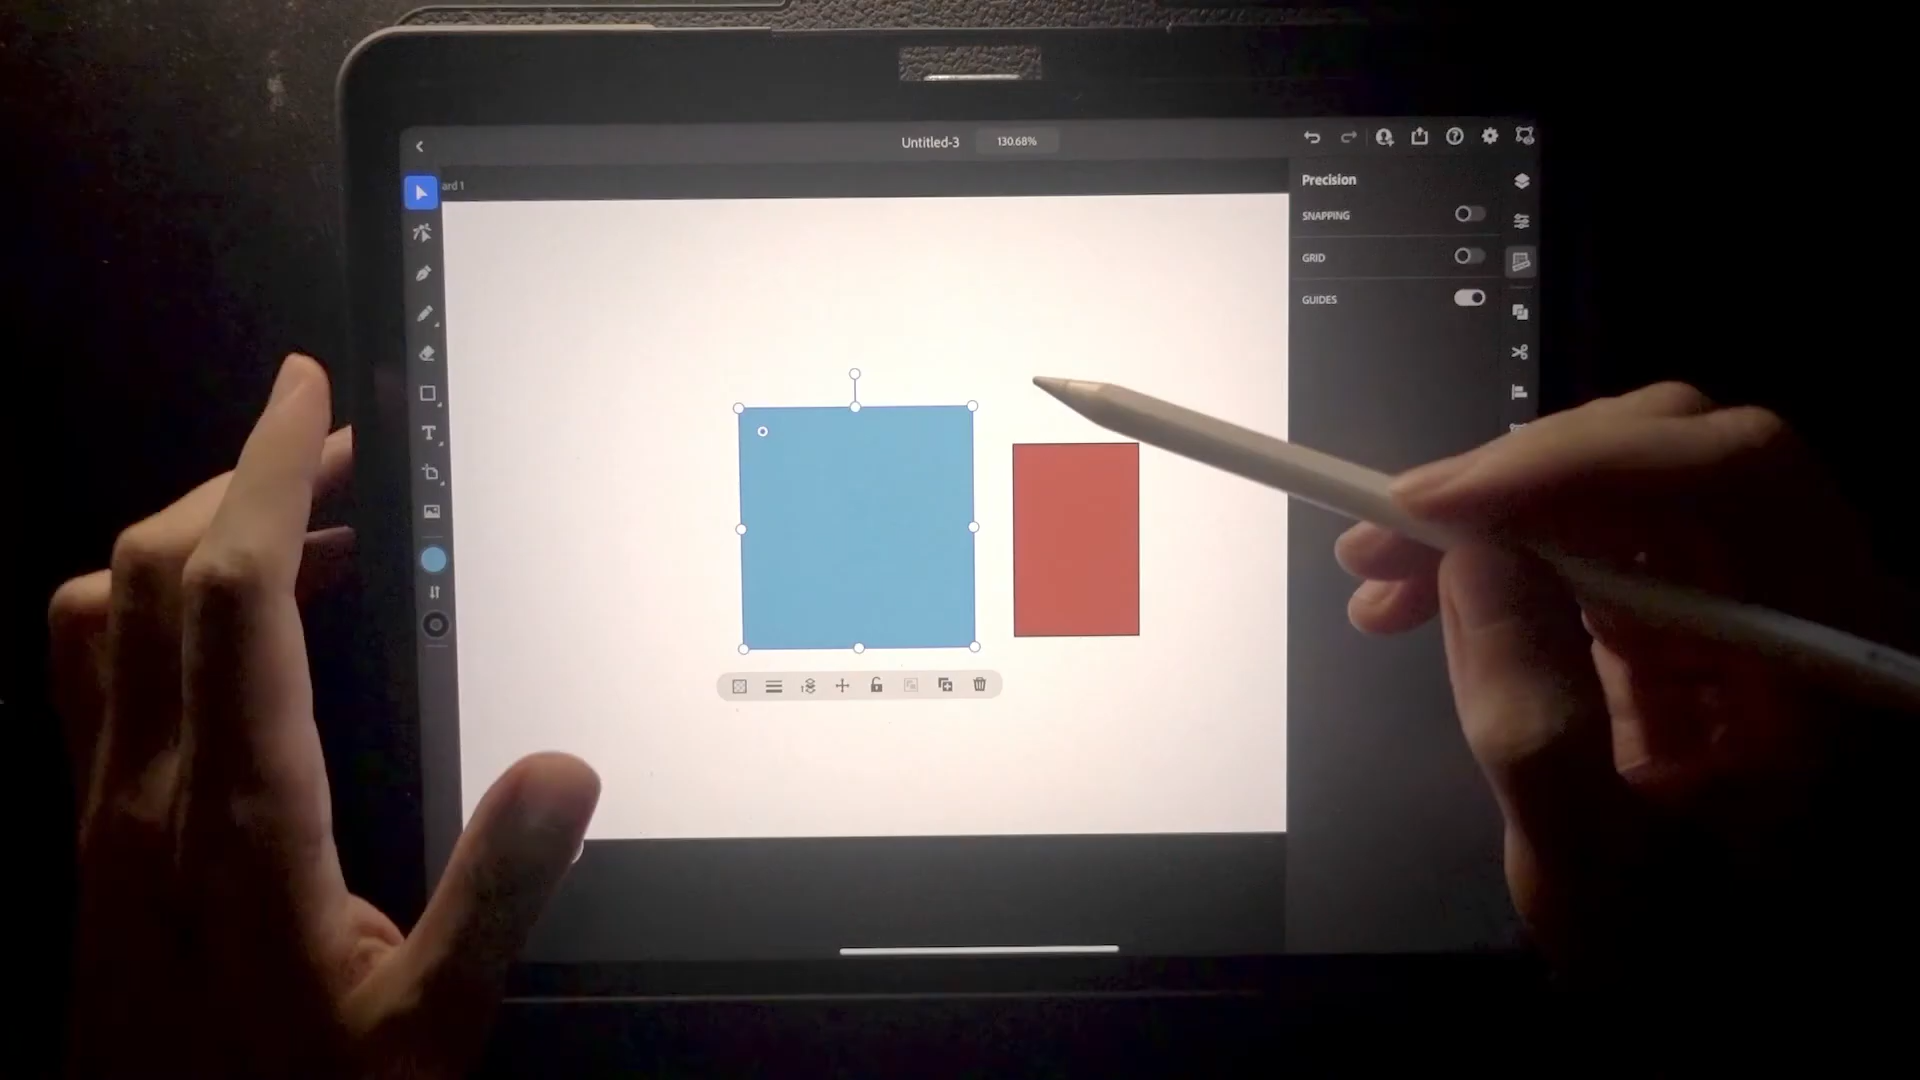 Untitled-3 130.68%
ard 1
Precision
SNAPPING
GRID
GUIDES